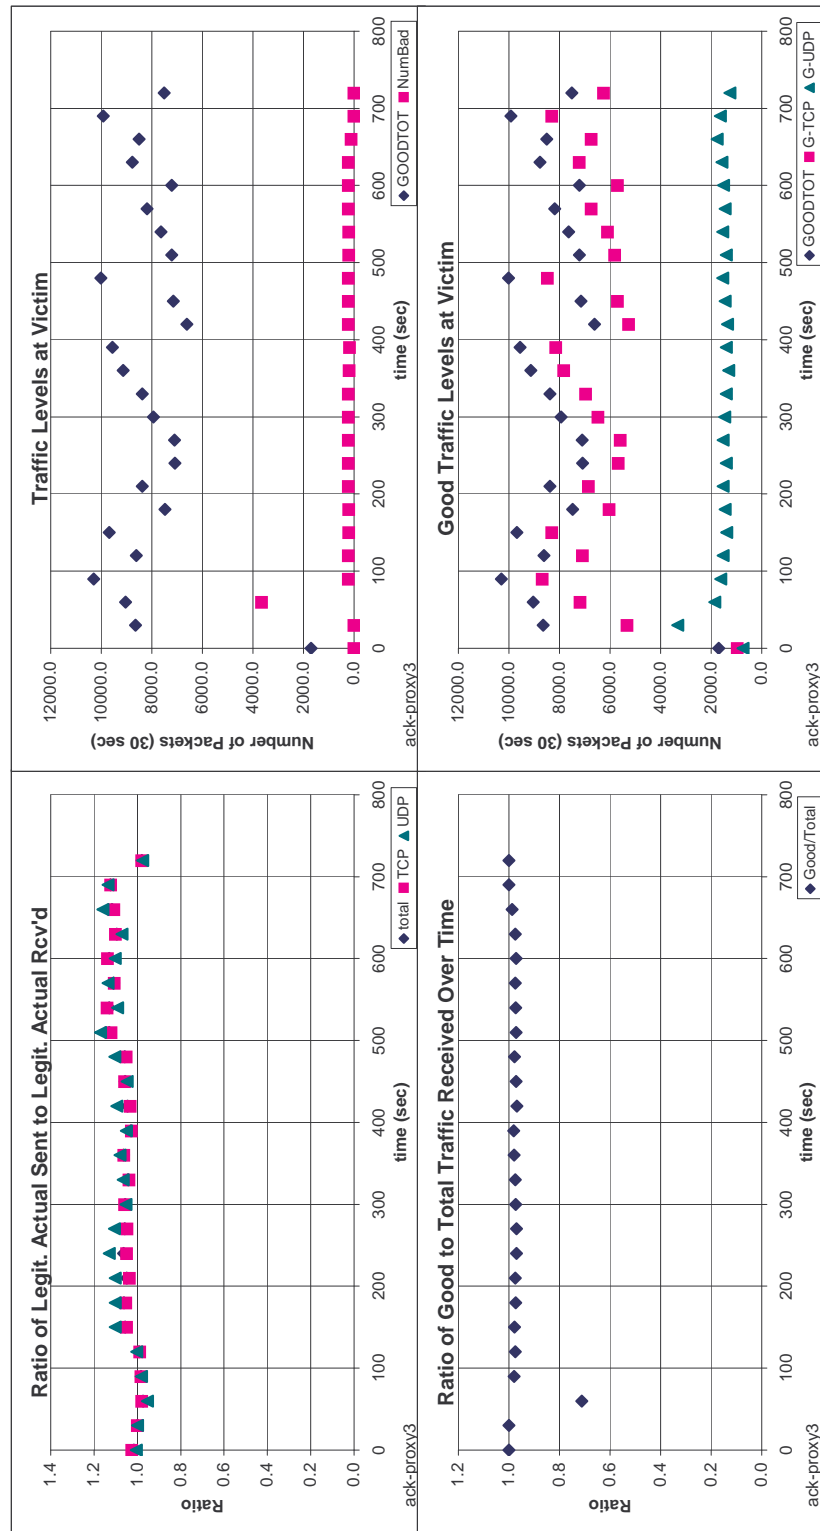 Ratio of Legit. Actual Sent to Legit. Actual Rcv'd
Ratio
1.4
1.2
1.0
0.8
0.6
0.4
0.2
0.0
0 100 200 300 400 500 600 700 800
time (sec)
ack-proxy3
total TCP UDP
Traffic Levels at Victim
Number of Packets (30 sec)
12000.0
10000.0
8000.0
6000.0
4000.0
2000.0
0.0
0 100 200 300 400 500 600 700 800
time (sec)
ack-proxy3
GOODTOT NumBad
Ratio of Good to Total Traffic Received Over Time
Ratio
1.2
1.0
0.8
0.6
0.4
0.2
0.0
0 100 200 300 400 500 600 700 800
time (sec)
ack-proxy3
Good/Total
Good Traffic Levels at Victim
Number of Packets (30 sec)
12000.0
10000.0
8000.0
6000.0
4000.0
2000.0
0.0
0 100 200 300 400 500 600 700 800
time (sec)
ack-proxy3
GOODTOT G-TCP G-UDP